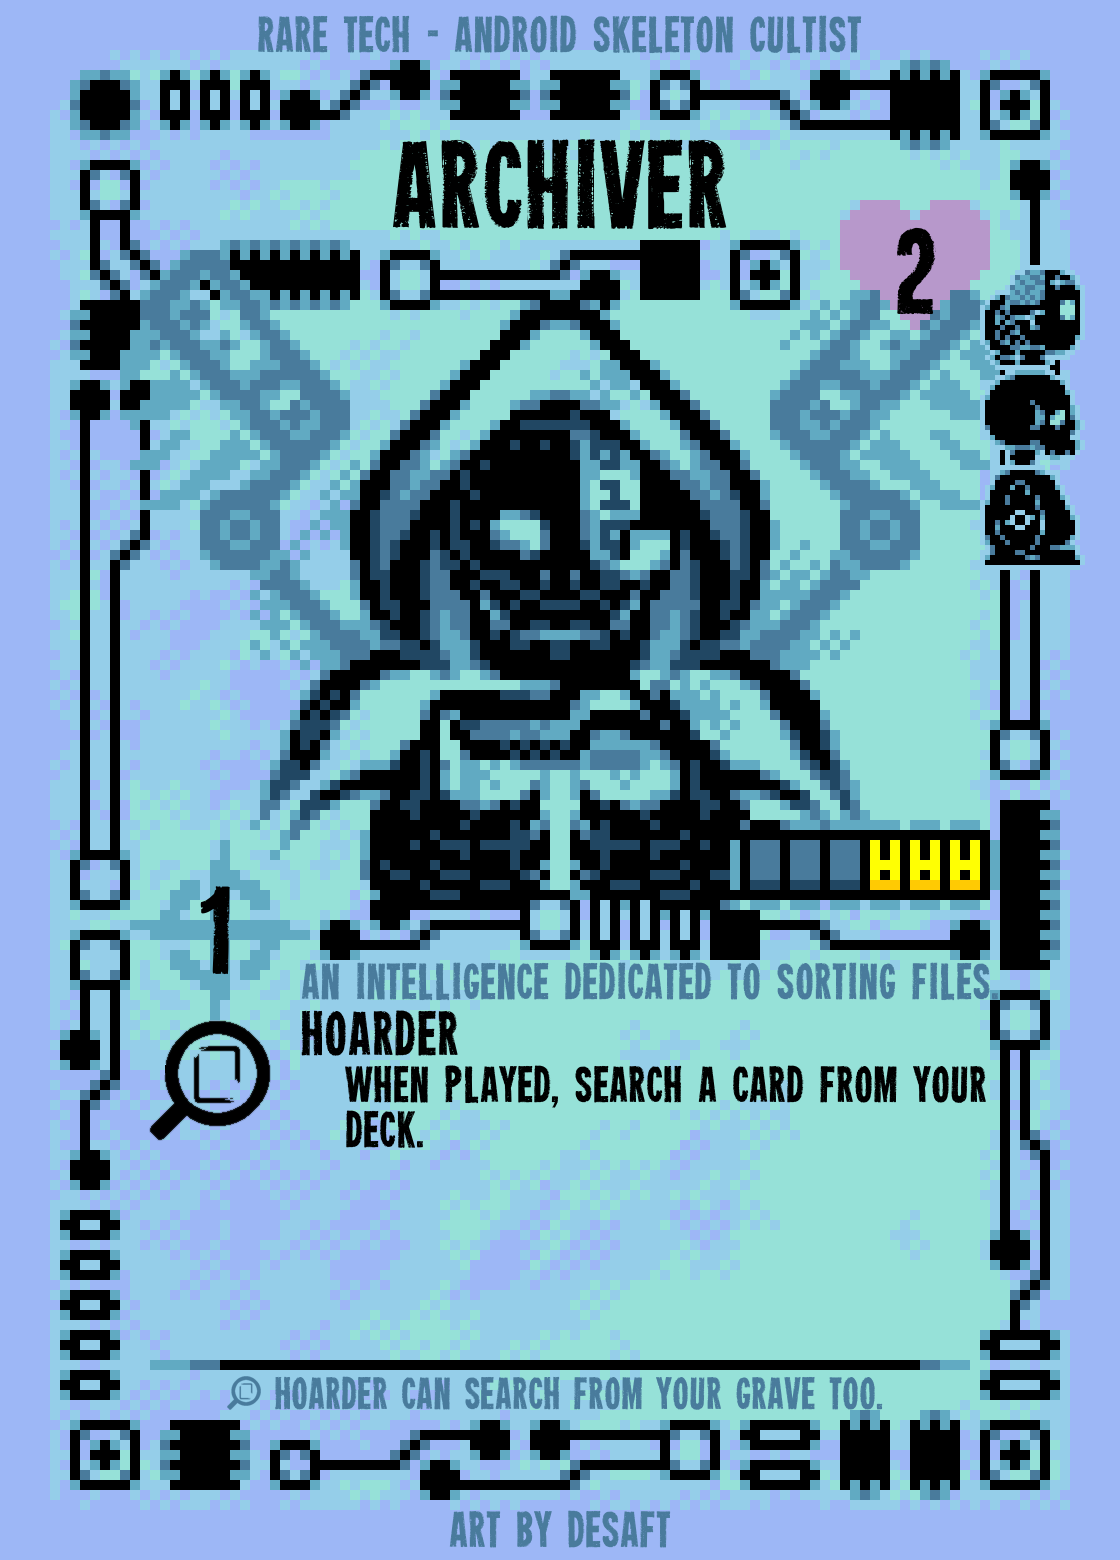 RARE TECH - ANDROID SKELETON CULTIST
ARCHIVER
2
1
AN INTELLIGENCE DEDICATED TO SORTING FILES.
HOARDER
WHEN PLAYED, SEARCH A CARD FROM YOUR
DECK.
HOARDER CAN SEARCH FROM YOUR GRAVE TOO.
ART BY DESAFT